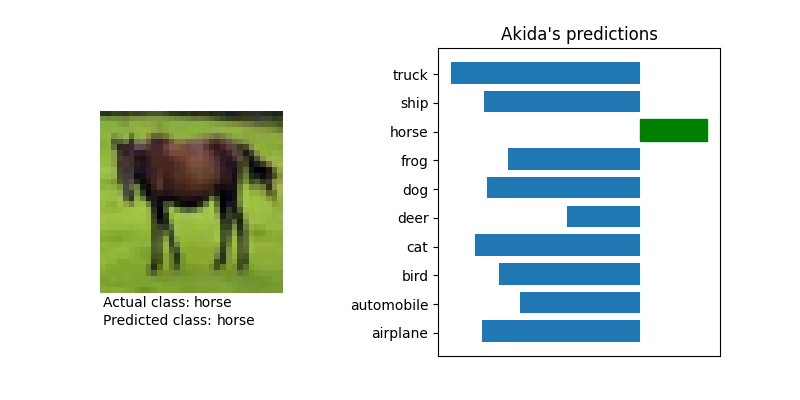 Akida's predictions
truck
ship
horse
frog
dog
deer
cat
bird
automobile
airplane
Actual class: horse
Predicted class: horse